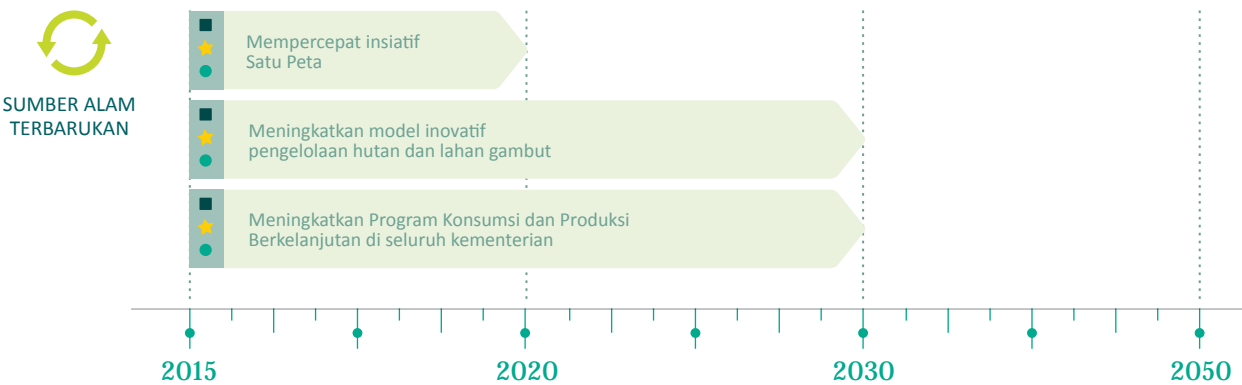 SUMBER ALAM
TERBARUKAN
Mempercepat insiatif
Satu Peta
Meningkatkan model inovatif
pengelolaan hutan dan lahan gambut
Meningkatkan Program Konsumsi dan Produksi
Berkelanjutan di seluruh kementerian
2015
2020
2030
2050